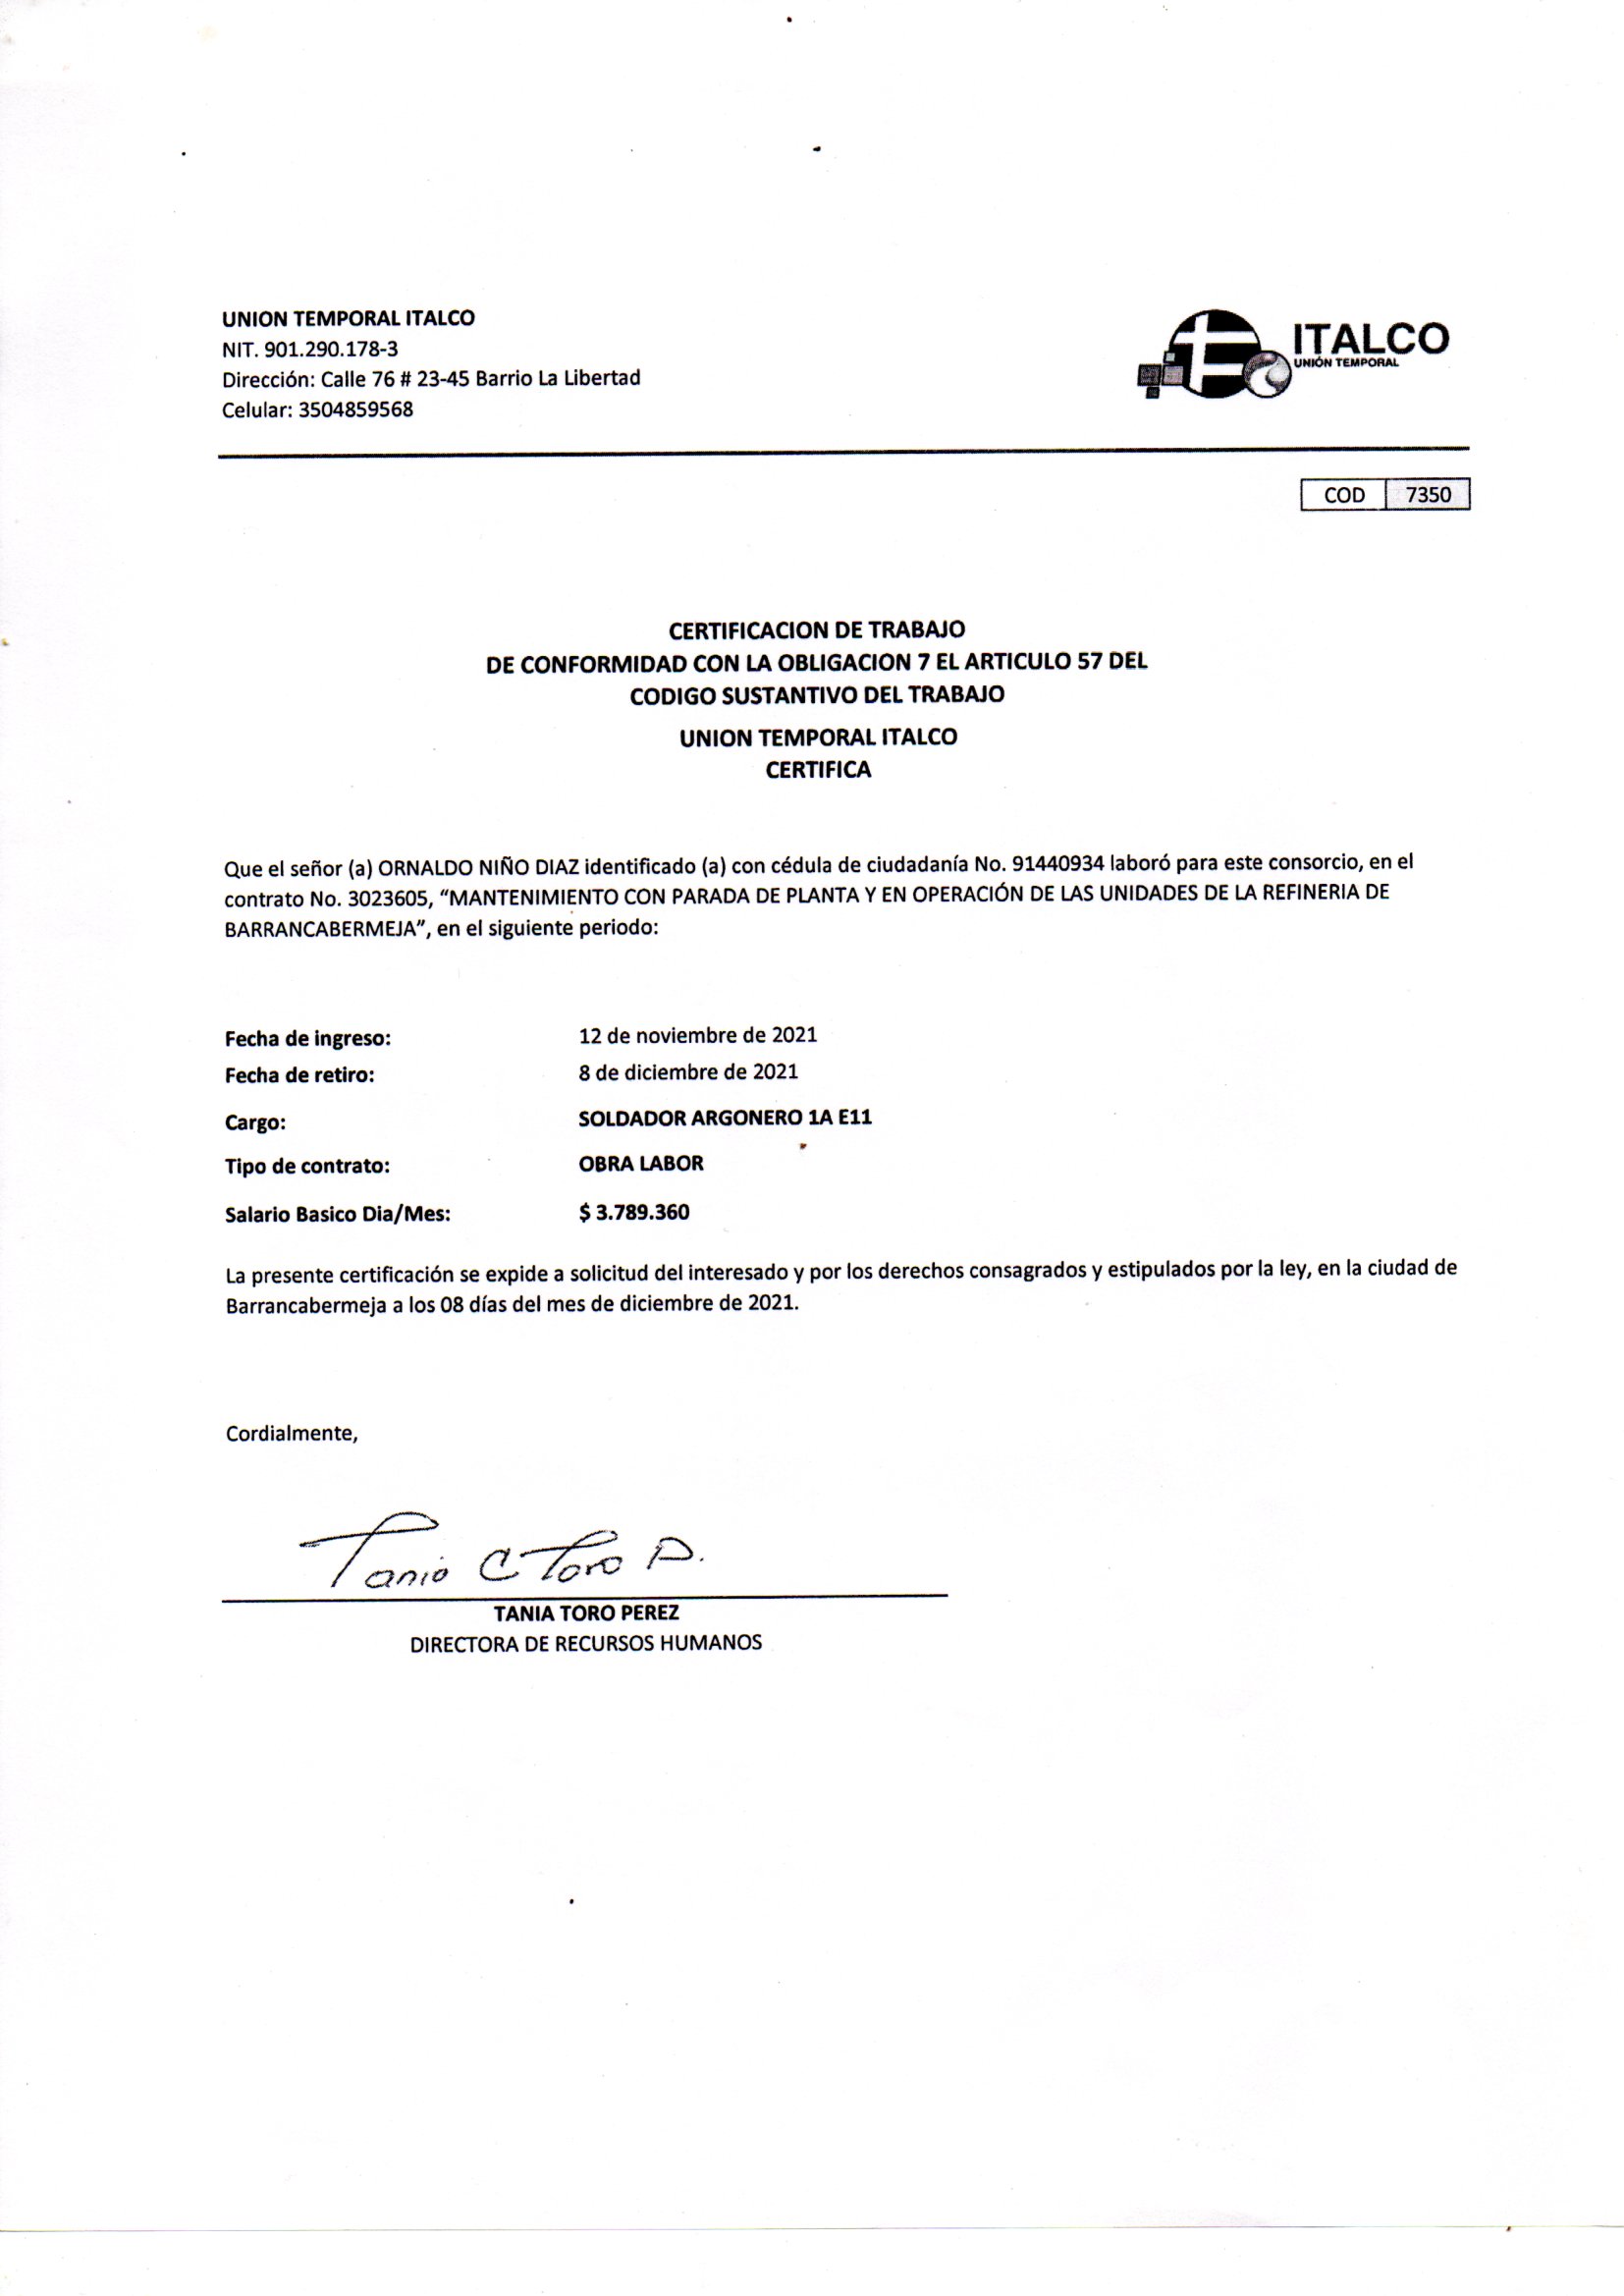 UNION TEMPORAL ITALCO
NIT. 901.290.178-3
Dirección: Calle 76 # 23-45 Barrio La Libertad
Celular: 3504859568
ITALCO
UNIÓN TEMPORAL
COD 7350
CERTIFICACION DE TRABAJO
DE CONFORMIDAD CON LA OBLIGACION 7 EL ARTICULO 57 DEL
CODIGO SUSTANTIVO DEL TRABAJO
UNION TEMPORAL ITALCO
CERTIFICA
Que el señor (a) ORNALDO NIÑO DIAZ identificado (a) con cédula de ciudadanía No. 91440934 laboró para este consorcio, en el
contrato No. 3023605, “MANTENIMIENTO CON PARADA DE PLANTA Y EN OPERACIÓN DE LAS UNIDADES DE LA REFINERIA DE
BARRANCABERMEJA”, en el siguiente periodo:
Fecha de ingreso: 12 de noviembre de 2021
Fecha de retiro: 8 de diciembre de 2021
Cargo: SOLDADOR ARGONERO 1A E11
Tipo de contrato: OBRA LABOR
Salario Basico Dia/Mes: $ 3.789.360
La presente certificación se expide a solicitud del interesado y por los derechos consagrados y estipulados por la ley, en la ciudad de
Barrancabermeja a los 08 días del mes de diciembre de 2021.
Cordialmente,
Tania C Toro P.
TANIA TORO PEREZ
DIRECTORA DE RECURSOS HUMANOS